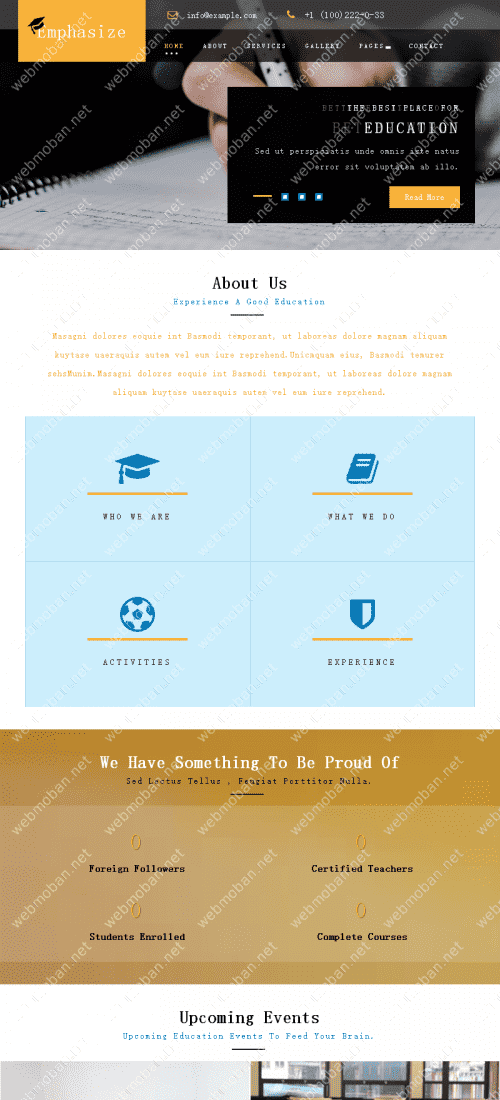 Emphasize
info@example.com
+1 (100)222-0-33
HOME ABOUT SERVICES GALLERY PAGES CONTACT
THE BEST PLACE FOR
EDUCATION
Sed ut perspiciatis unde omnis iste natus
error sit voluptatem ab illo.
Read More
About Us
Experience A Good Education
Masagni dolores eoquie int Basmodi temporant, ut laboreas dolore magnam aliquam
kuytase uaeraquis autem vel eum iure reprehend.Unicmquam eius, Basmodi temurer
sehsMunim.Masagni dolores eoquie int Basmodi temporant, ut laboreas dolore magnam
aliquam kuytase uaeraquis autem vel eum iure reprehend.
WHO WE ARE
WHAT WE DO
ACTIVITIES
EXPERIENCE
We Have Something To Be Proud Of
Sed Luctus Tellus , Feugiat Porttitor Nulla.
0
Foreign Followers
0
Certified Teachers
0
Students Enrolled
0
Complete Courses
Upcoming Events
Upcoming Education Events To Feed Your Brain.
webmoban.net